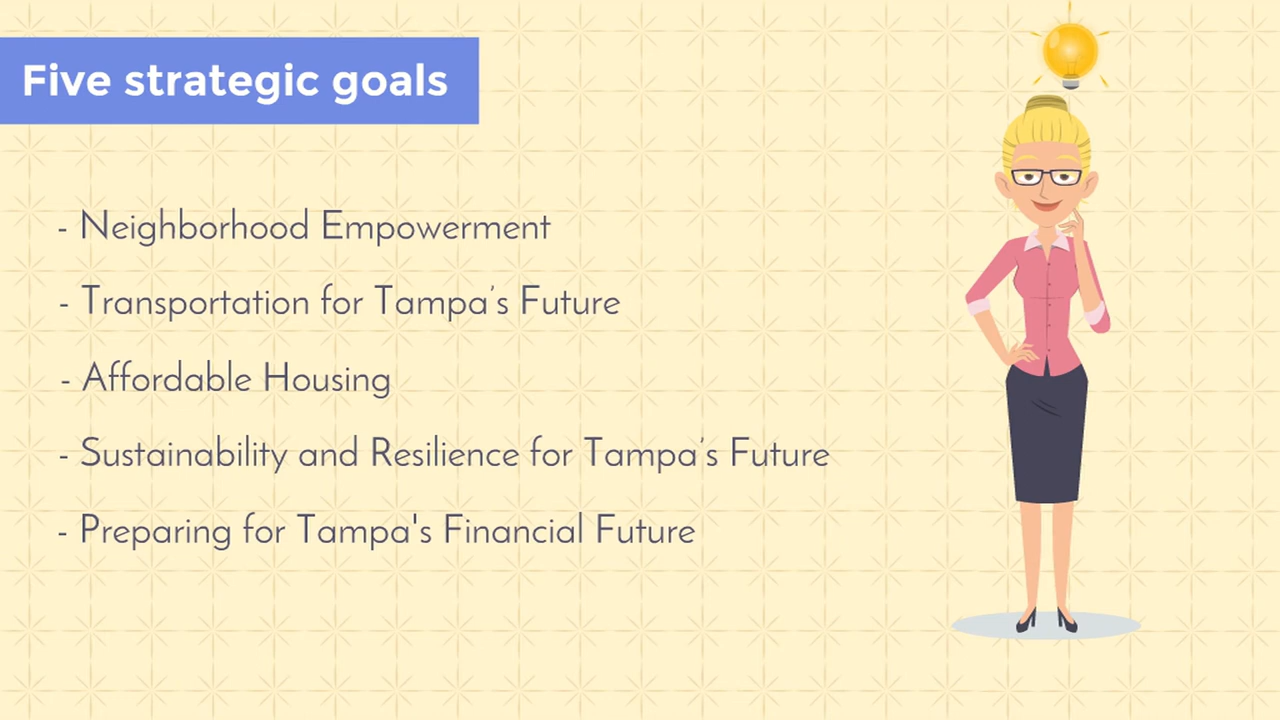 Five strategic goals
- Neighborhood Empowerment
- Transportation for Tampa’s Future
- Affordable Housing
- Sustainability and Resilience for Tampa’s Future
- Preparing for Tampa's Financial Future